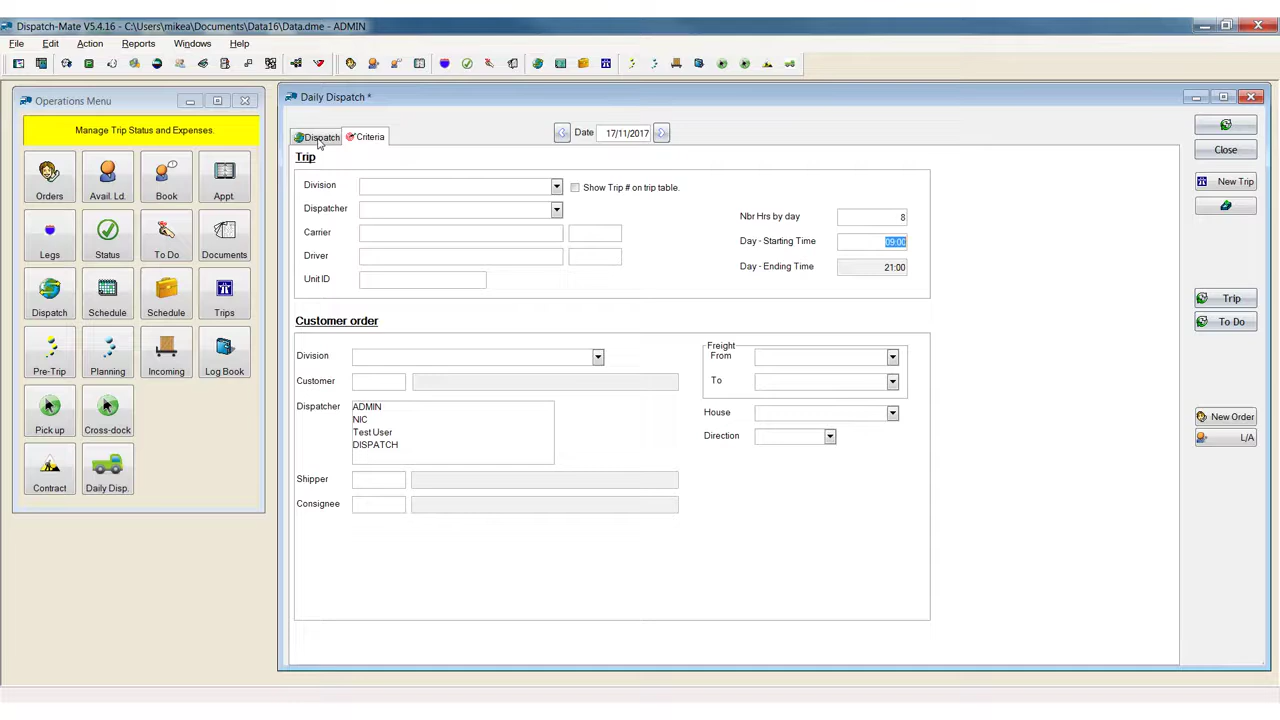 Dispatch-Mate V5.4.16 - C:\Users\mikea\Documents\Data16\Data.dme - ADMIN
File Edit Action Reports Windows Help
Operations Menu
Manage Trip Status and Expenses.
Orders Avail. Ld. Book Appt.
Legs Status To Do Documents
Dispatch Schedule Schedule Trips
Pre-Trip Planning Incoming Log Book
Pick up Cross-dock
Contract Daily Disp.
Daily Dispatch *
Dispatch Criteria Date 17/11/2017
Trip
Division Show Trip # on trip table.
Dispatcher
Carrier
Driver
Unit ID
Nbr Hrs by day 8
Day - Starting Time 09:00
Day - Ending Time 21:00
Customer order
Division
Customer
Dispatcher ADMIN
NIC
Test User
DISPATCH
Shipper
Consignee
Freight
From
To
House
Direction
Close
New Trip
Trip
To Do
New Order
L/A